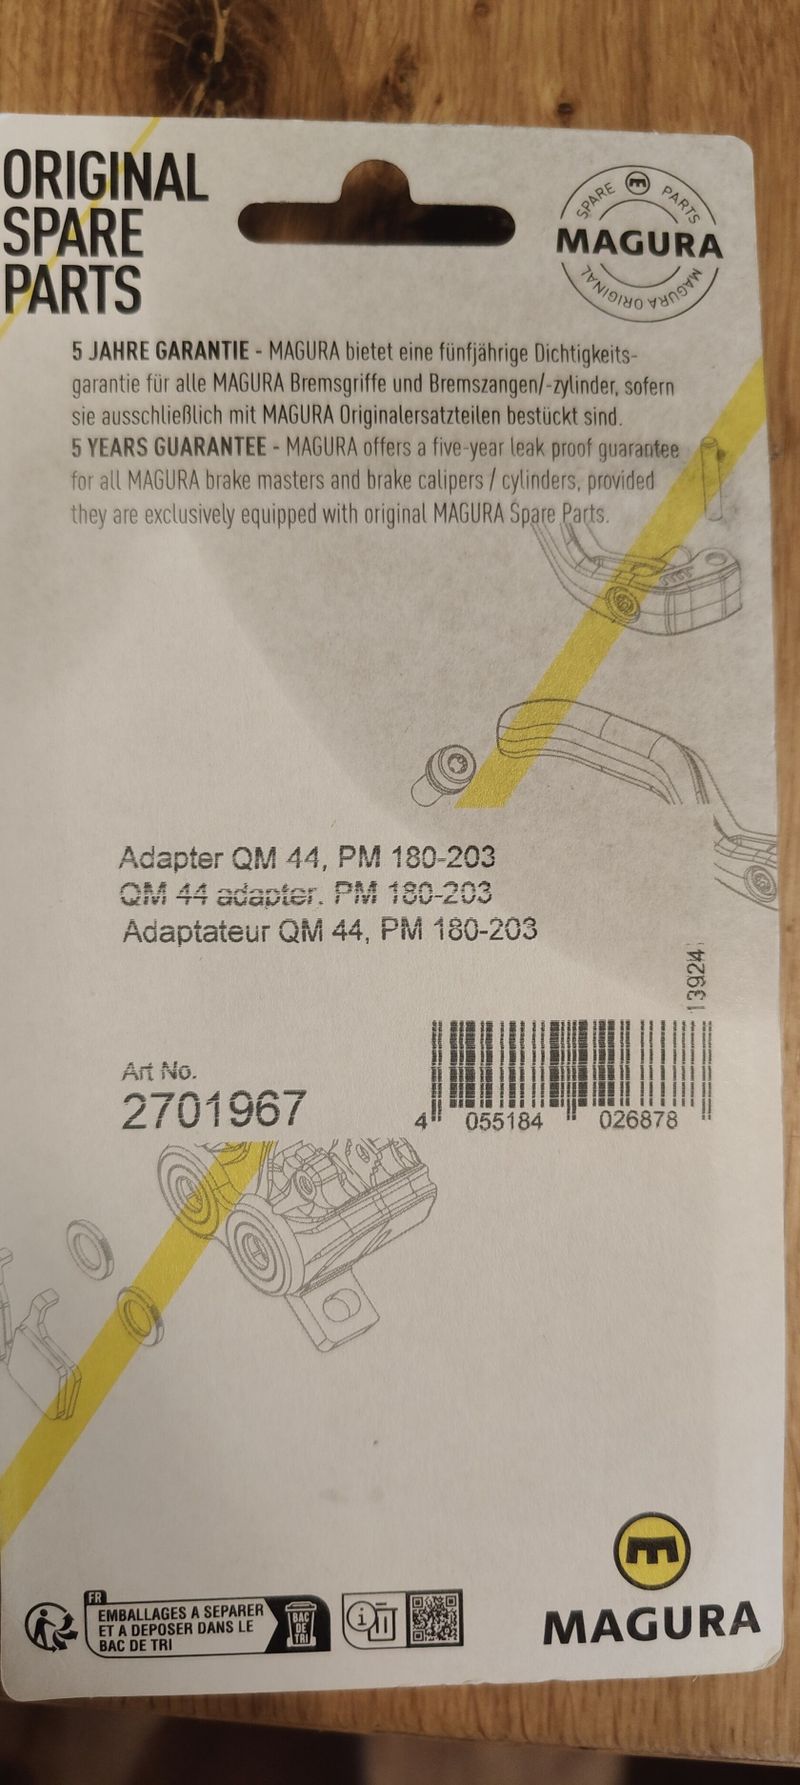 ORIGINAL
SPARE
PARTS
SPARE PARTS
MAGURA
MAGURA ORIGINAL
5 JAHRE GARANTIE - MAGURA bietet eine fünfjährige Dichtigkeits-
garantie für alle MAGURA Bremsgriffe und Bremszangen/-zylinder, sofern
sie ausschließlich mit MAGURA Originalersatzteilen bestückt sind.
5 YEARS GUARANTEE - MAGURA offers a five-year leak proof guarantee
for all MAGURA brake masters and brake calipers / cylinders, provided
they are exclusively equipped with original MAGURA Spare Parts.
Adapter QM 44, PM 180-203
QM 44 adapter, PM 180-203
Adaptateur QM 44, PM 180-203
13924
Art No.
2701967
4 055184 026878
FR
EMBALLAGES A SEPARER
ET A DEPOSER DANS LE
BAC DE TRI
BAC
DE
TRI
MAGURA